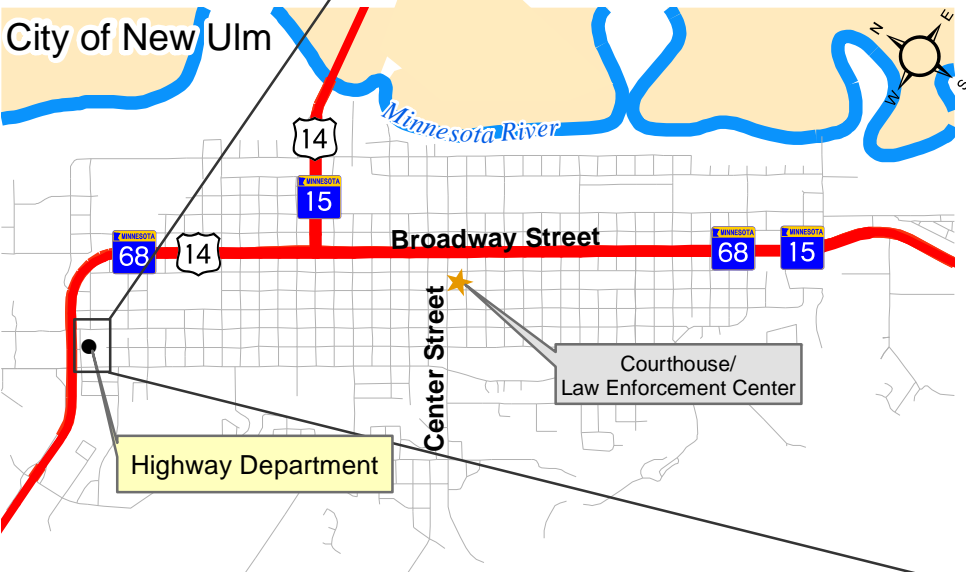 City of New Ulm
N
E
W
S
Minnesota River
14
MINNESOTA
15
Broadway Street
MINNESOTA
68
14
MINNESOTA
68
MINNESOTA
15
Center Street
Courthouse/
Law Enforcement Center
Highway Department